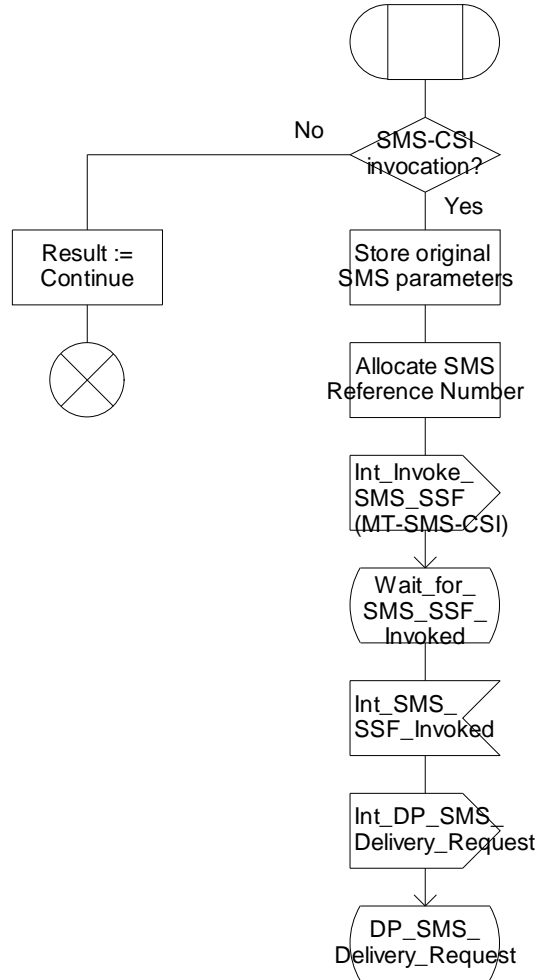 No
SMS-CSI
invocation?
Yes
Result :=
Continue
Store original
SMS parameters
Allocate SMS
Reference Number
Int_Invoke_
SMS_SSF
(MT-SMS-CSI)
Wait_for_
SMS_SSF_
Invoked
Int_SMS_
SSF_Invoked
Int_DP_SMS_
Delivery_Request
DP_SMS_
Delivery_Request